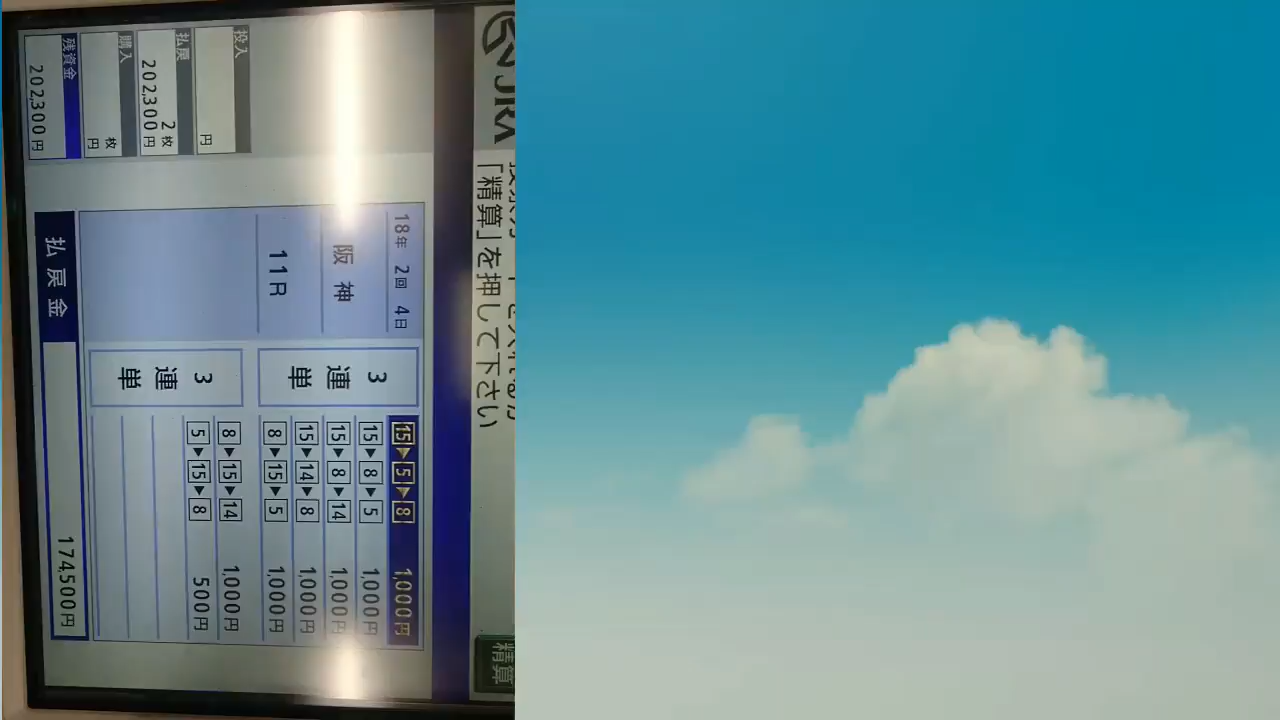 JRA
「精算」を押して下さい
投入
円
払戻
2枚
202,300円
購入
枚
円
残資金
202,300円
18年 2回 4日
阪神
11R
3連単
15▶5▶8 1,000円
15▶8▶5 1,000円
15▶8▶14 1,000円
15▶14▶8 1,000円
8▶15▶5 1,000円
3連単
8▶15▶14 1,000円
5▶15▶8 500円
払戻金
174,500円
精算